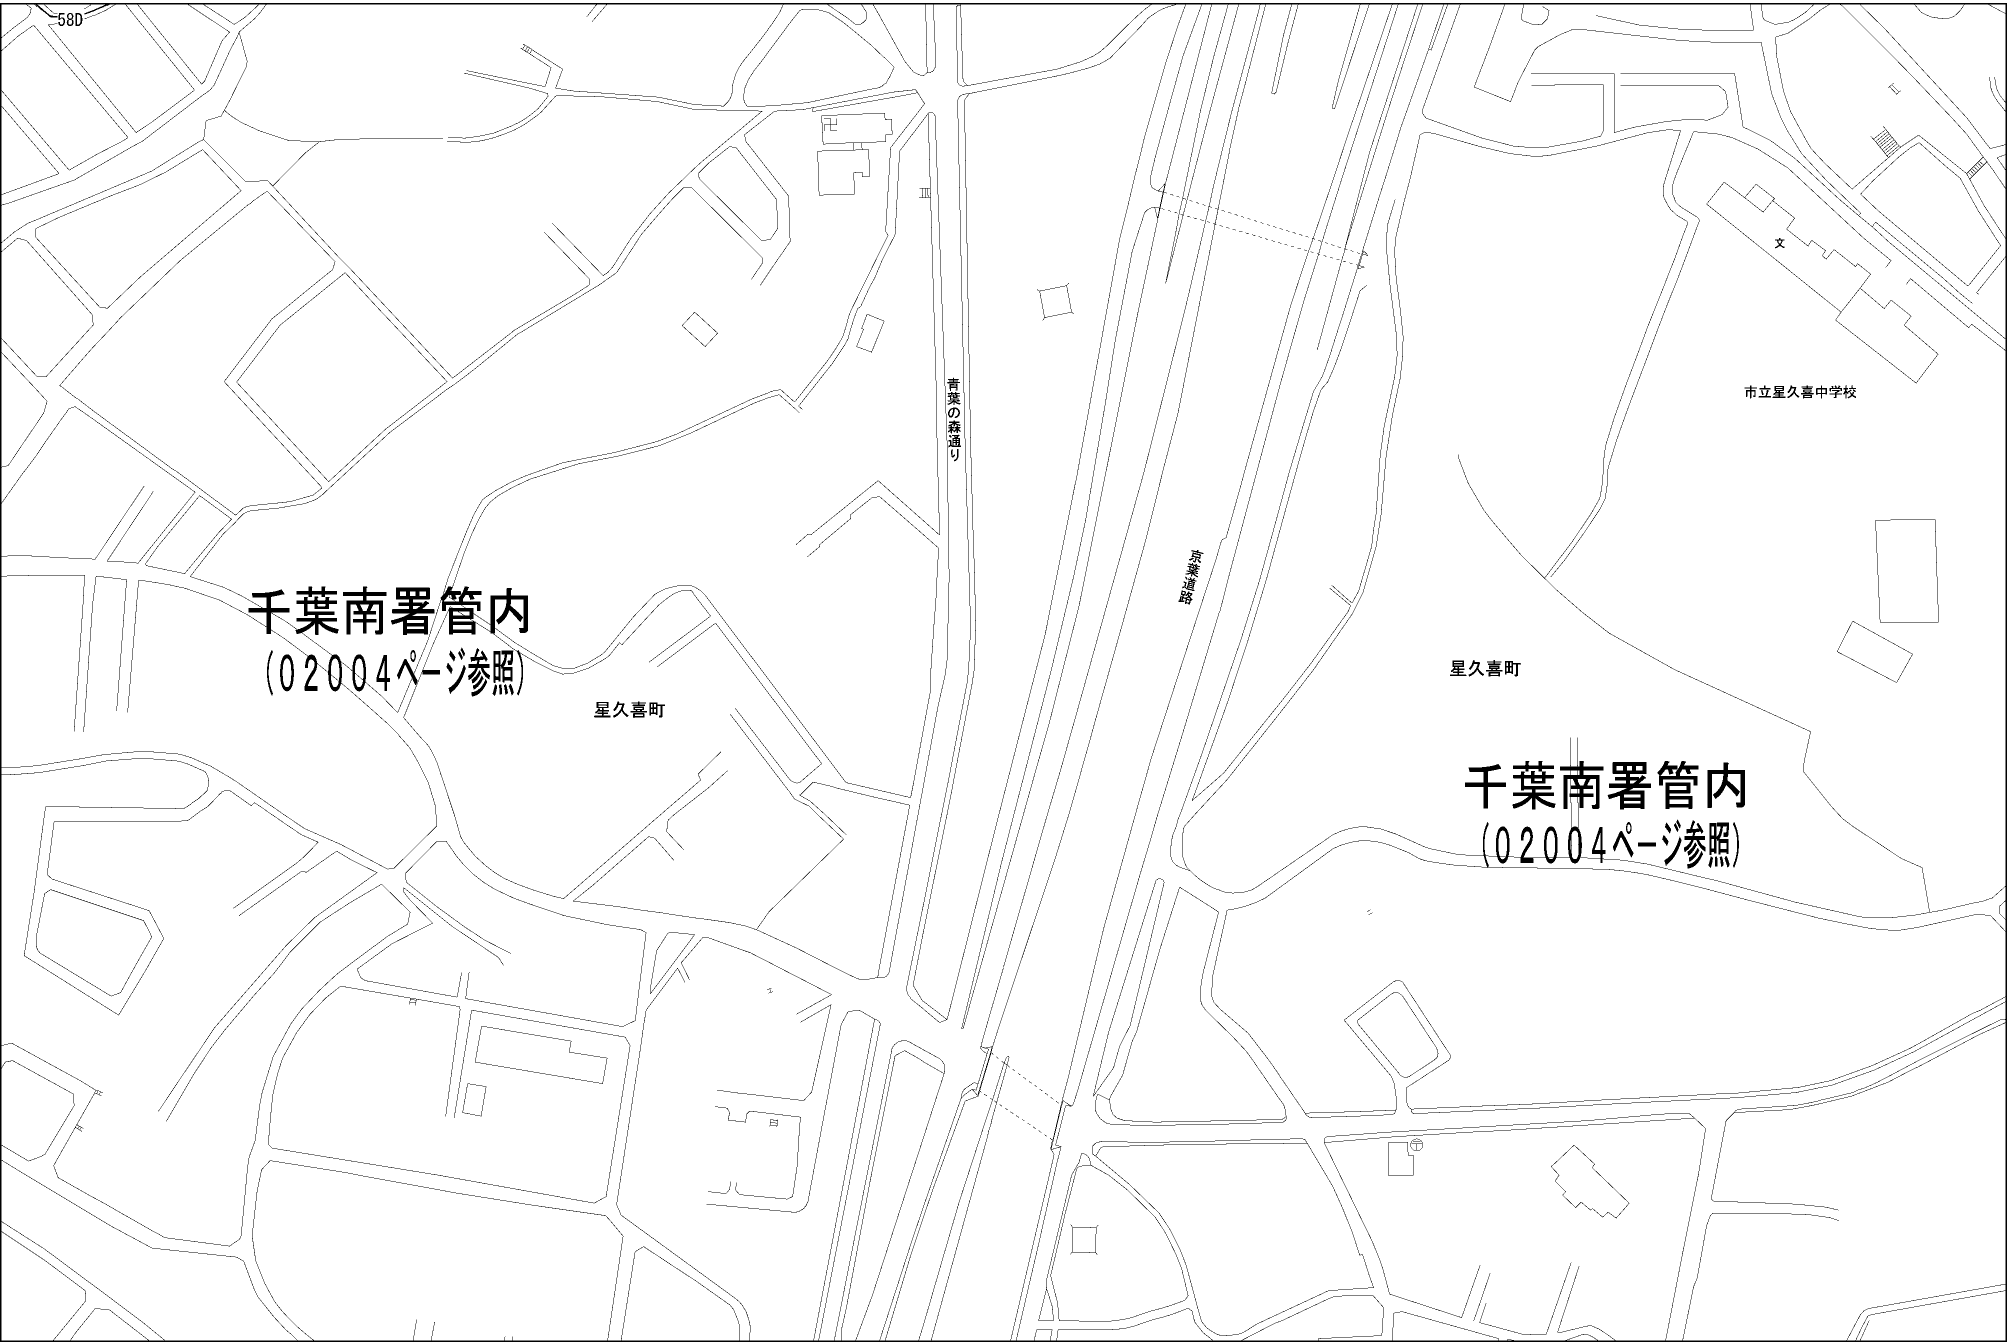 58D
文
市立星久喜中学校
青葉の森通り
京葉道路
千葉南署管内
(02004ページ参照)
星久喜町
星久喜町
千葉南署管内
(02004ページ参照)